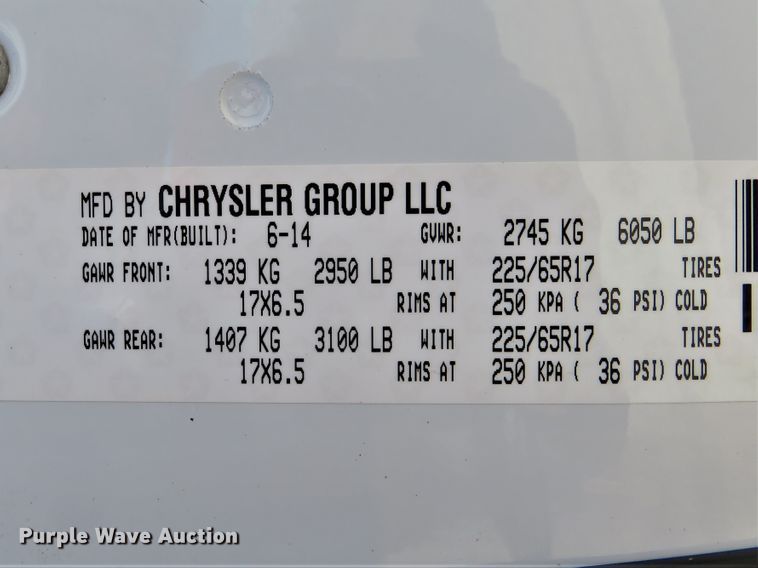 MFD BY CHRYSLER GROUP LLC
DATE OF MFR(BUILT): 6-14 GVWR: 2745 KG 6050 LB
GAWR FRONT: 1339 KG 2950 LB WITH 225/65R17 TIRES
17X6.5 RIMS AT 250 KPA ( 36 PSI) COLD
GAWR REAR: 1407 KG 3100 LB WITH 225/65R17 TIRES
17X6.5 RIMS AT 250 KPA ( 36 PSI) COLD
Purple Wave Auction